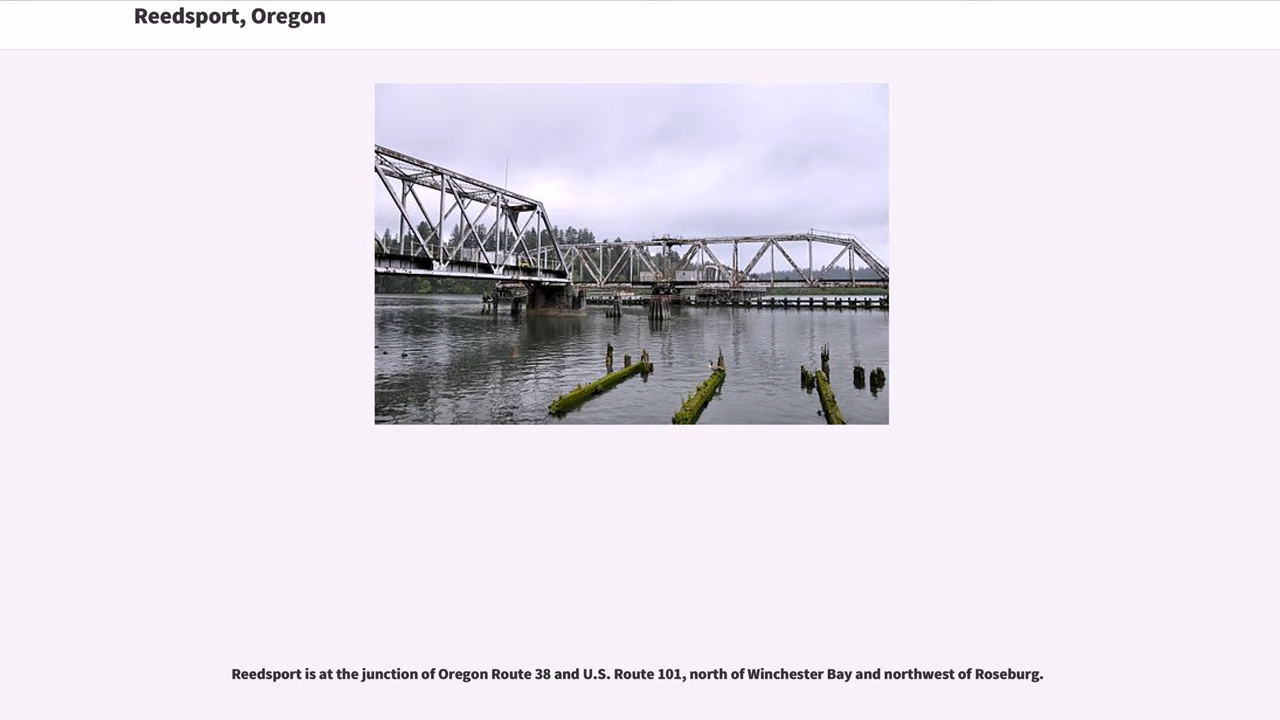 Reedsport, Oregon
Reedsport is at the junction of Oregon Route 38 and U.S. Route 101, north of Winchester Bay and northwest of Roseburg.